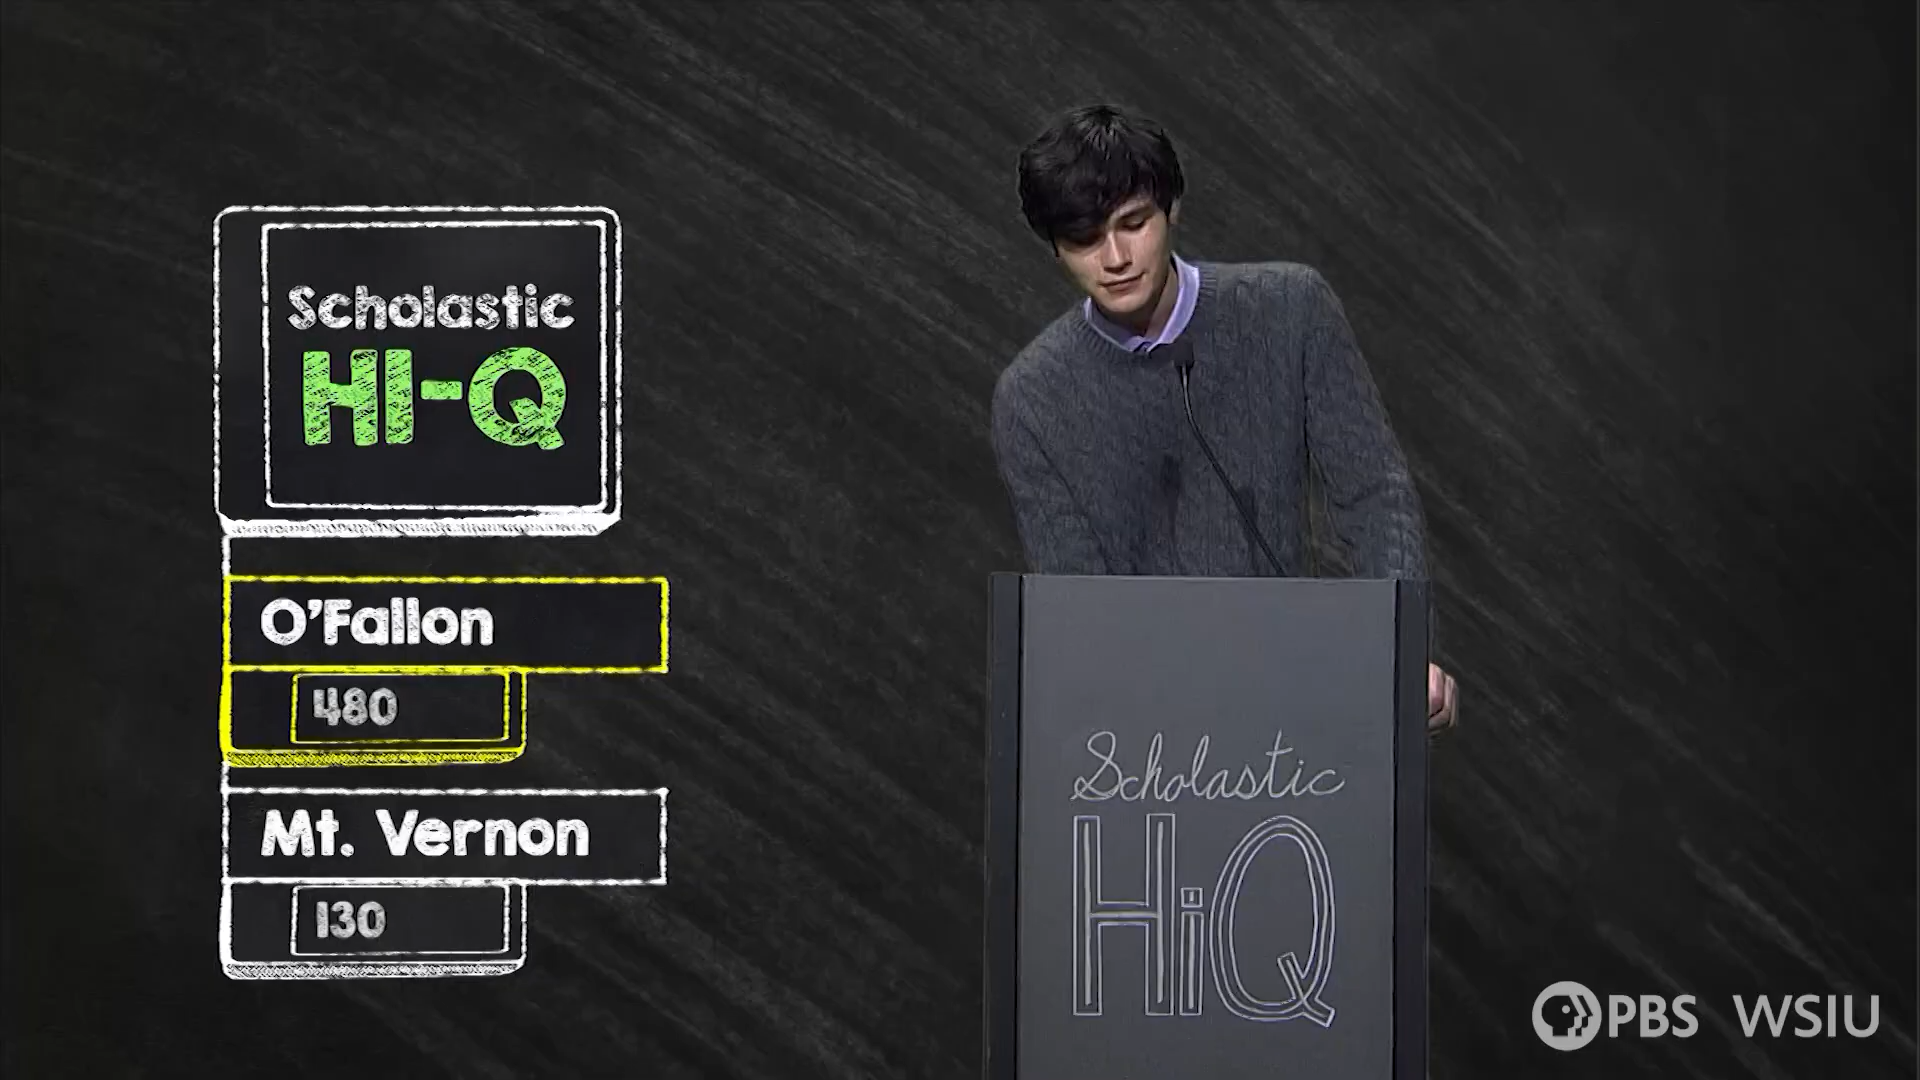 Scholastic
HI-Q
O'Fallon
480
Mt. Vernon
130
Scholastic
HiQ
PBS WSIU